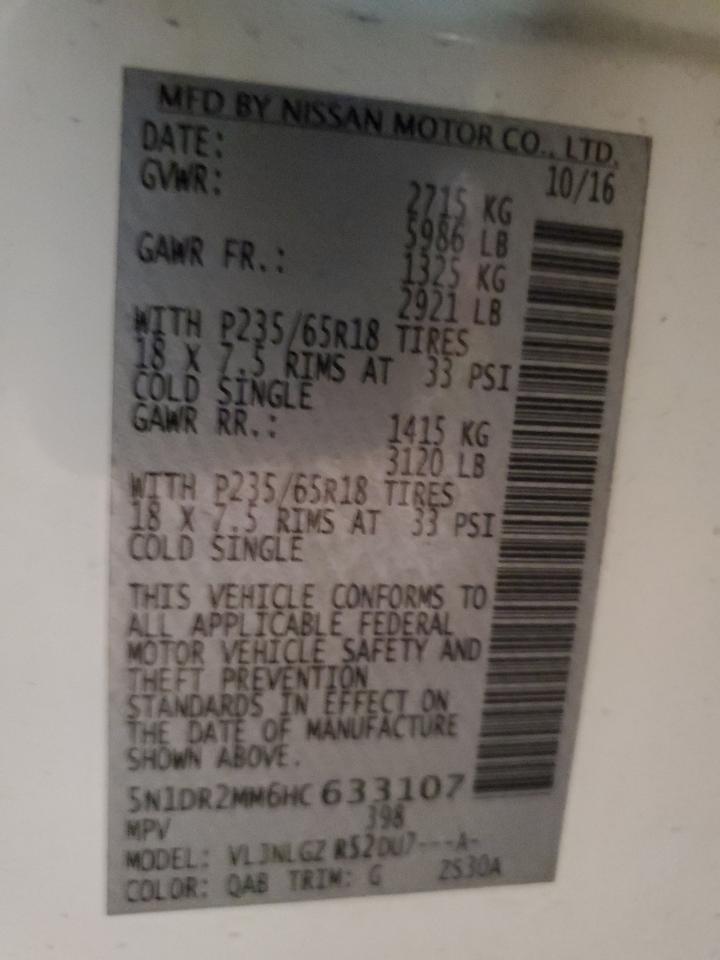 MFD BY NISSAN MOTOR CO., LTD.
DATE: 10/16
GVWR: 2715 KG
5986 LB
GAWR FR.: 1325 KG
2921 LB
WITH P235/65R18 TIRES
18 X 7.5 RIMS AT 33 PSI
COLD SINGLE
GAWR RR.: 1415 KG
3120 LB
WITH P235/65R18 TIRES
18 X 7.5 RIMS AT 33 PSI
COLD SINGLE
THIS VEHICLE CONFORMS TO
ALL APPLICABLE FEDERAL
MOTOR VEHICLE SAFETY AND
THEFT PREVENTION
STANDARDS IN EFFECT ON
THE DATE OF MANUFACTURE
SHOWN ABOVE.
5N1DR2MM6HC 633107
MPV 398
MODEL: VLJNLGZ R52DU7---A-
COLOR: QAB TRIM: G 2S30A